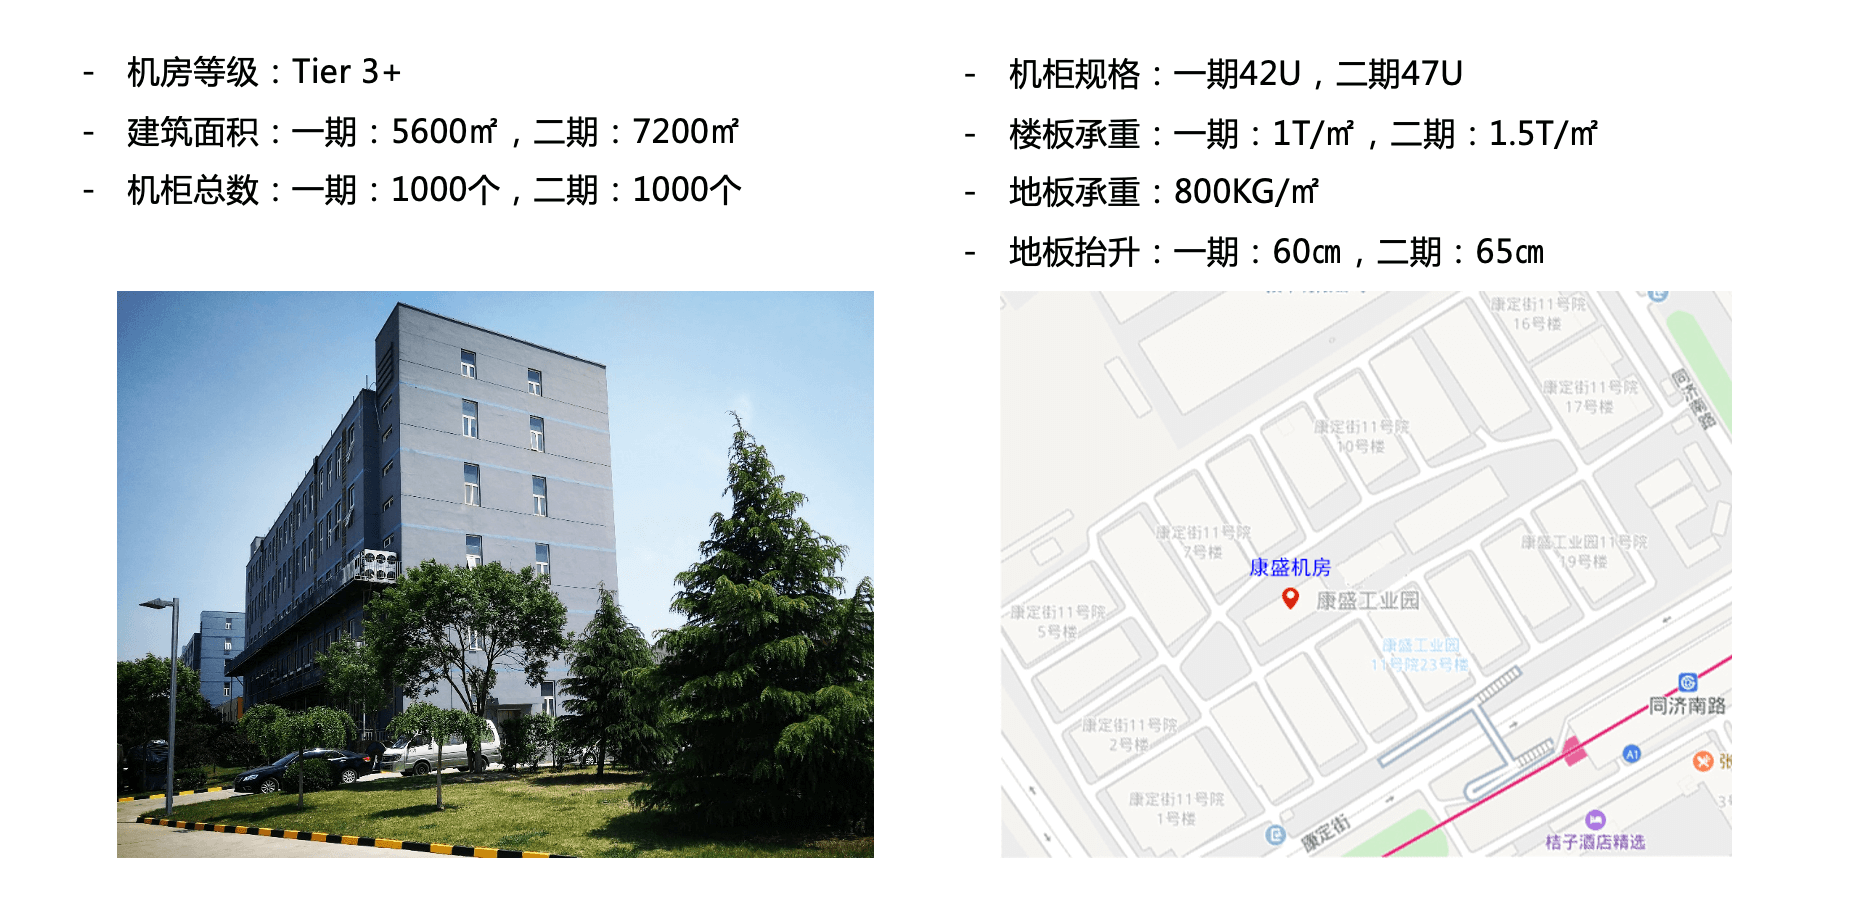 - 机房等级：Tier 3+
- 建筑面积：一期：5600㎡，二期：7200㎡
- 机柜总数：一期：1000个，二期：1000个
- 机柜规格：一期42U，二期47U
- 楼板承重：一期：1T/㎡，二期：1.5T/㎡
- 地板承重：800KG/㎡
- 地板抬升：一期：60㎝，二期：65㎝
康定街11号院
16号楼
康定街11号院
17号楼
同济南路
康定街11号院
10号楼
康定街11号院
7号楼
康盛工业园11号院
19号楼
康盛机房
康盛工业园
康定街11号院
5号楼
康盛工业园
11号院23号楼
同济南路
康定街11号院
2号楼
A1
张
康定街11号院
1号楼
3号
康定街
桔子酒店精选